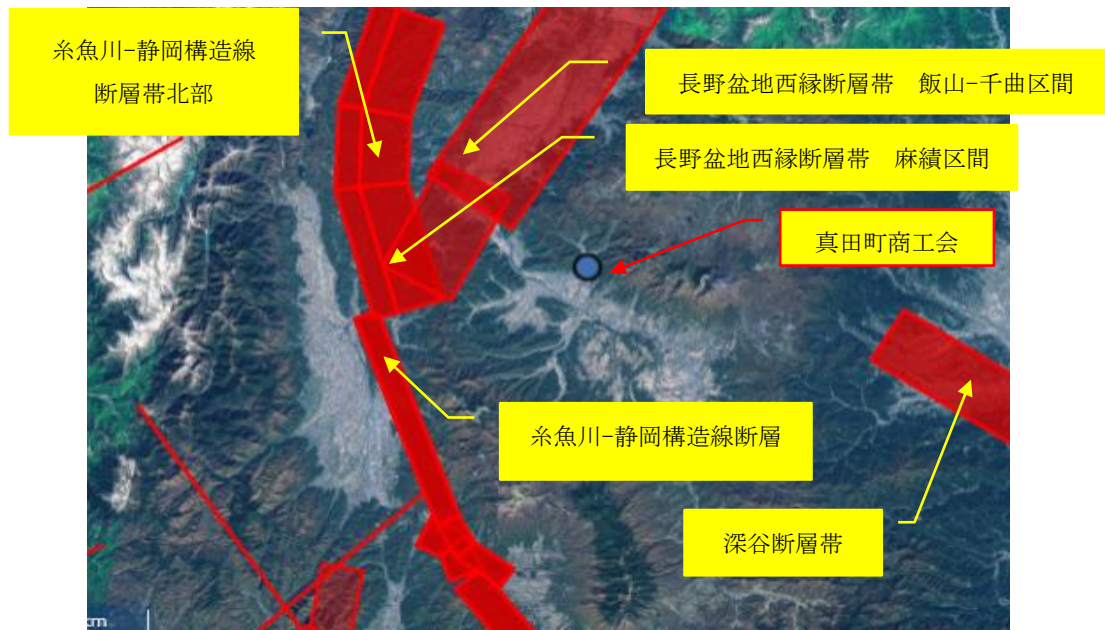 糸魚川-静岡構造線
断層帯北部
長野盆地西縁断層帯　飯山-千曲区間
長野盆地西縁断層帯　麻績区間
真田町商工会
糸魚川-静岡構造線断層
深谷断層帯
km